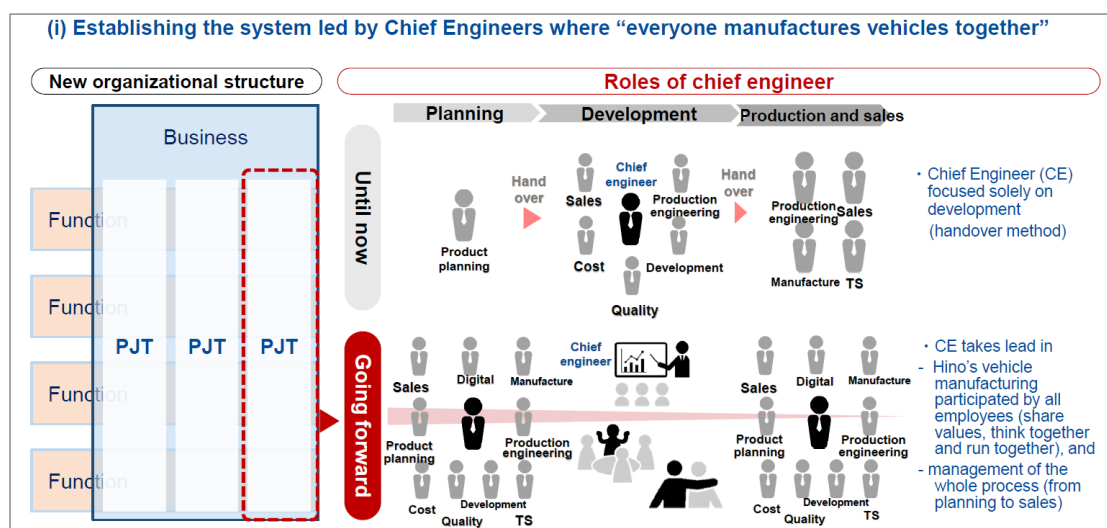 (i) Establishing the system led by Chief Engineers where “everyone manufactures vehicles together”
New organizational structure
Business
Function
Function
Function
Function
PJT
PJT
PJT
Roles of chief engineer
Planning
Development
Production and sales
Until now
Product
planning
Hand
over
Sales
Chief
engineer
Production
engineering
Cost
Development
Quality
Hand
over
Production
engineering
Sales
Manufacture
TS
・Chief Engineer (CE)
focused solely on
development
(handover method)
Going forward
Sales
Digital
Manufacture
Product
planning
Production
engineering
Cost
Quality
Development
TS
Chief
engineer
Sales
Digital
Manufacture
Product
planning
Production
engineering
Cost
Quality
Development
TS
・CE takes lead in
- Hino’s vehicle
manufacturing
participated by all
employees (share
values, think together
and run together), and
- management of the
whole process (from
planning to sales)